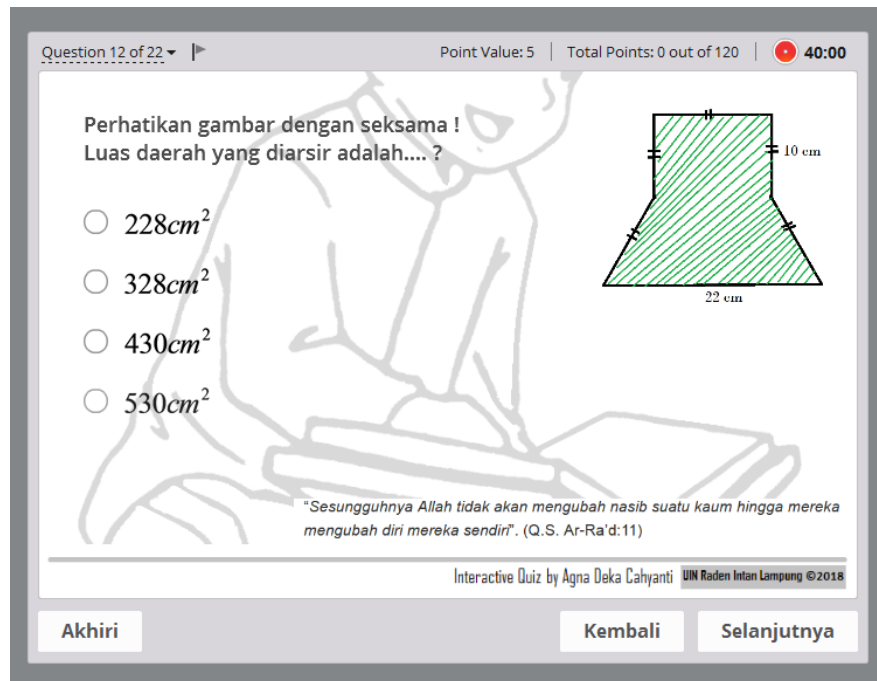 Question 12 of 22
Point Value: 5 | Total Points: 0 out of 120 | 40:00
Perhatikan gambar dengan seksama !
Luas daerah yang diarsir adalah.... ?
10 cm
22 cm
228cm²
328cm²
430cm²
530cm²
“Sesungguhnya Allah tidak akan mengubah nasib suatu kaum hingga mereka
mengubah diri mereka sendiri”. (Q.S. Ar-Ra'd:11)
Interactive Quiz by Agna Deka Cahyanti UIN Raden Intan Lampung ©2018
Akhiri
Kembali
Selanjutnya